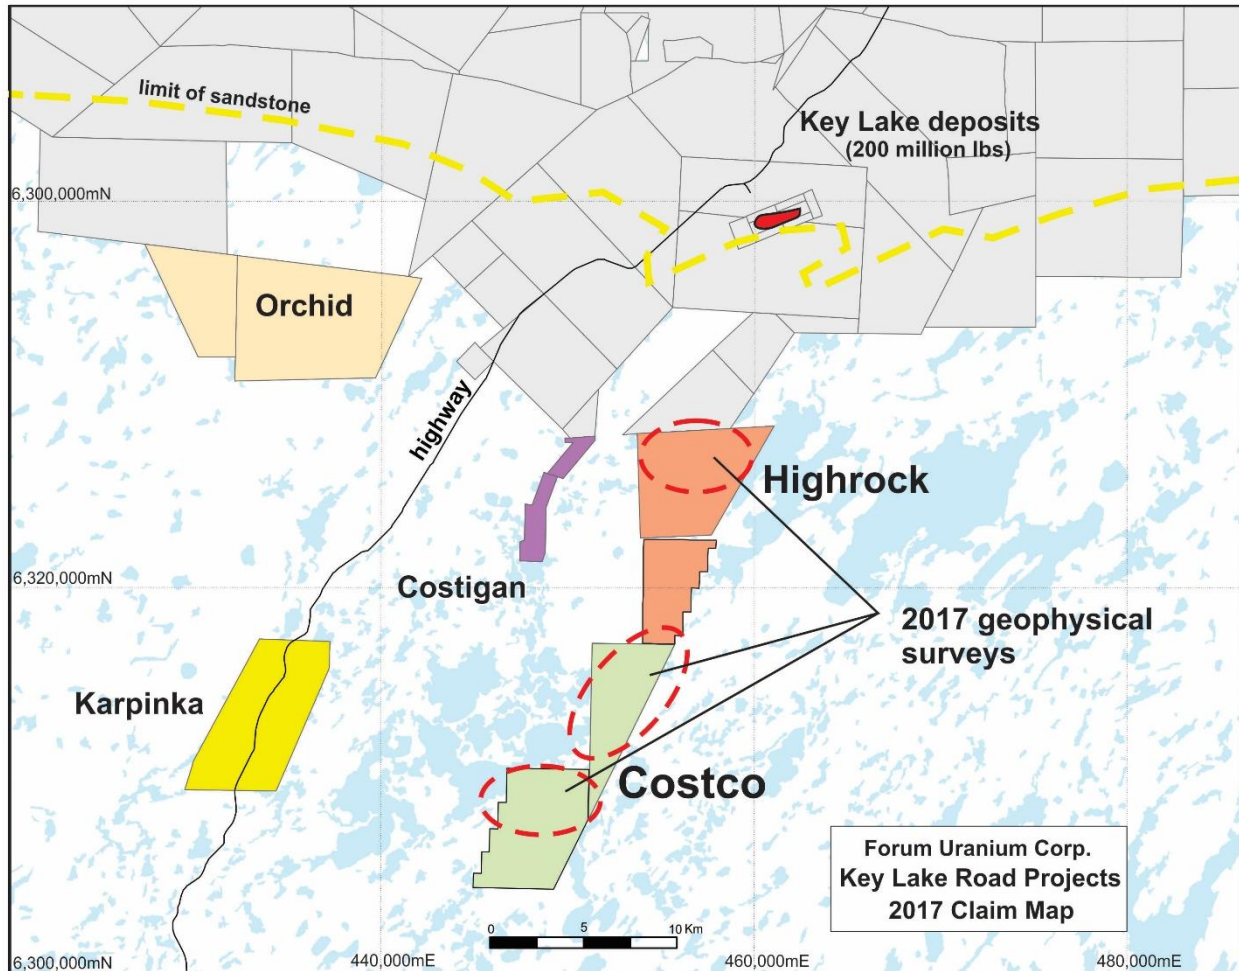 limit of sandstone
Key Lake deposits
(200 million lbs)
6,300,000mN
Orchid
highway
Highrock
6,320,000mN
Costigan
2017 geophysical
surveys
Karpinka
Costco
Forum Uranium Corp.
Key Lake Road Projects
2017 Claim Map
0 5 10 Km
6,300,000mN
440,000mE
460,000mE
480,000mE